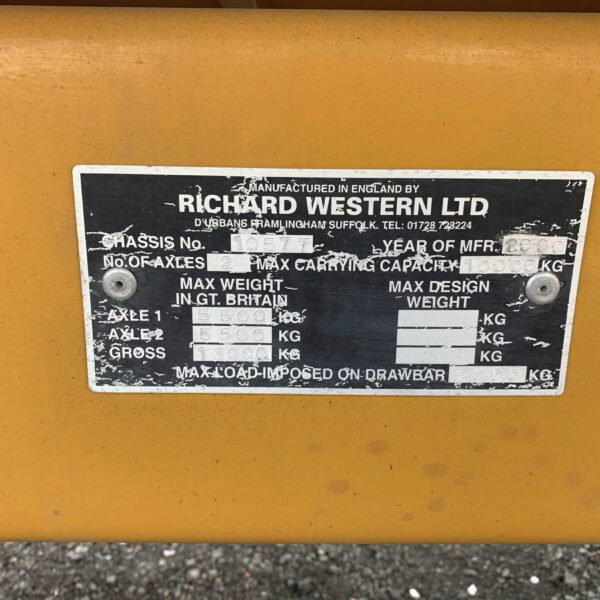 MANUFACTURED IN ENGLAND BY
RICHARD WESTERN LTD
D'URBANS FRAMLINGHAM SUFFOLK. TEL: 01728 723224
CHASSIS No. 10577 YEAR OF MFR. 2000
No. OF AXLES 2 MAX CARRYING CAPACITY 10000 KG
MAX WEIGHT IN GT. BRITAIN
MAX DESIGN WEIGHT
AXLE 1 5500 KG KG
AXLE 2 5500 KG KG
GROSS 13000 KG KG
MAX LOAD IMPOSED ON DRAWBAR KG